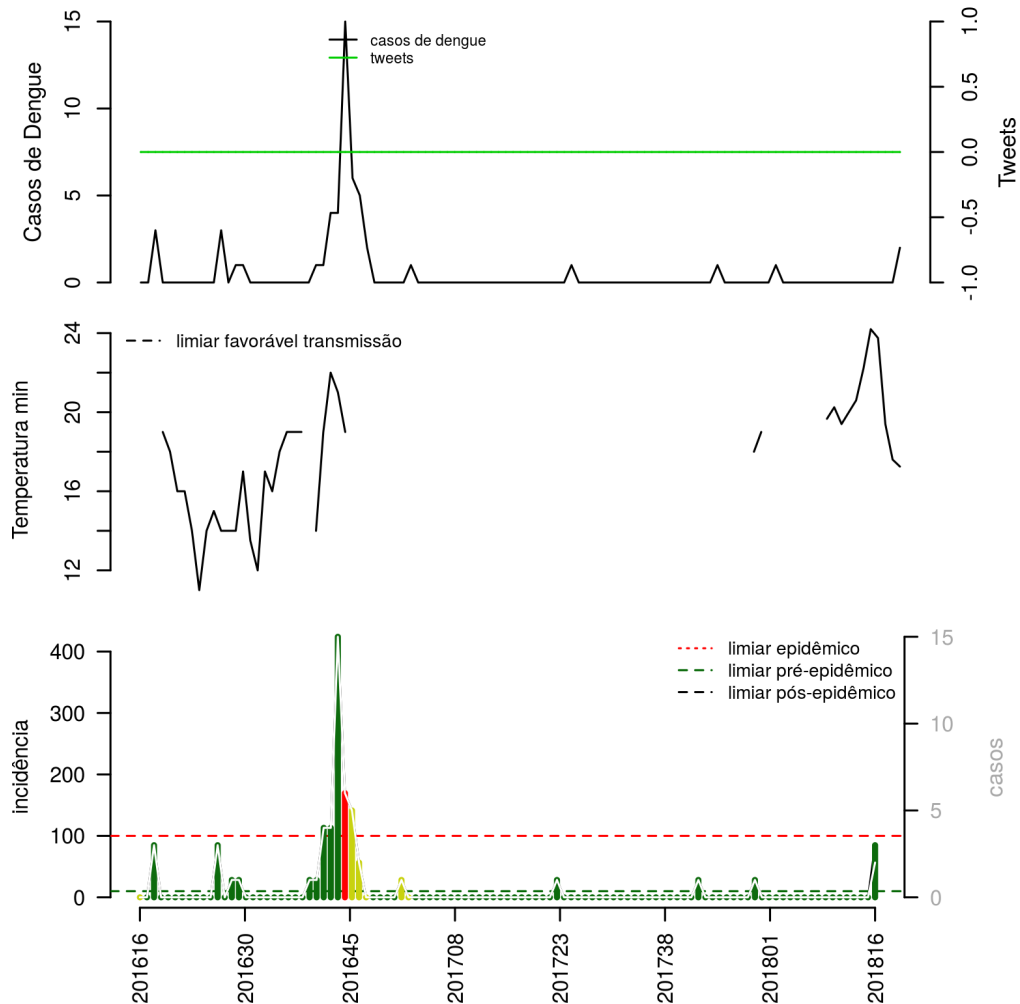 casos de dengue
tweets
Casos de Dengue
0
5
10
15
Tweets
-1.0
-0.5
0.0
0.5
1.0
limiar favorável transmissão
Temperatura min
12
16
20
24
limiar epidêmico
limiar pré-epidêmico
limiar pós-epidêmico
incidência
0
100
200
300
400
casos
0
5
10
15
201616
201630
201645
201708
201723
201738
201801
201816